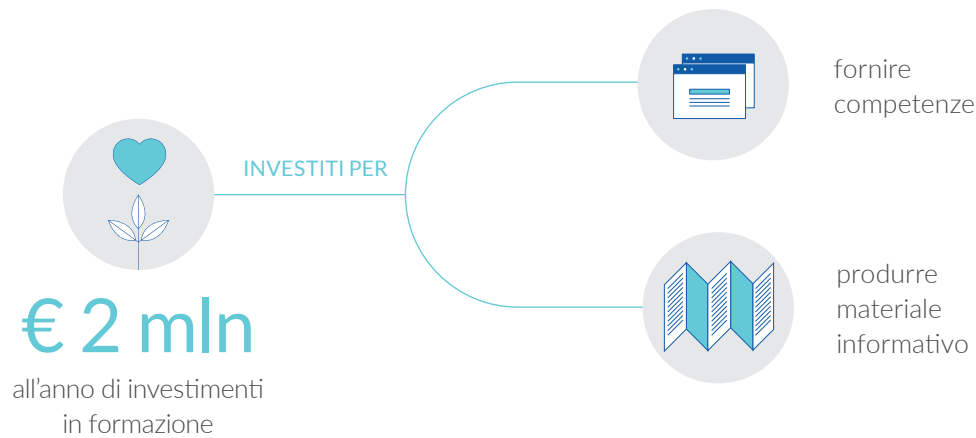 € 2 mln
all'anno di investimenti
in formazione
INVESTITI PER
fornire
competenze
produrre
materiale
informativo